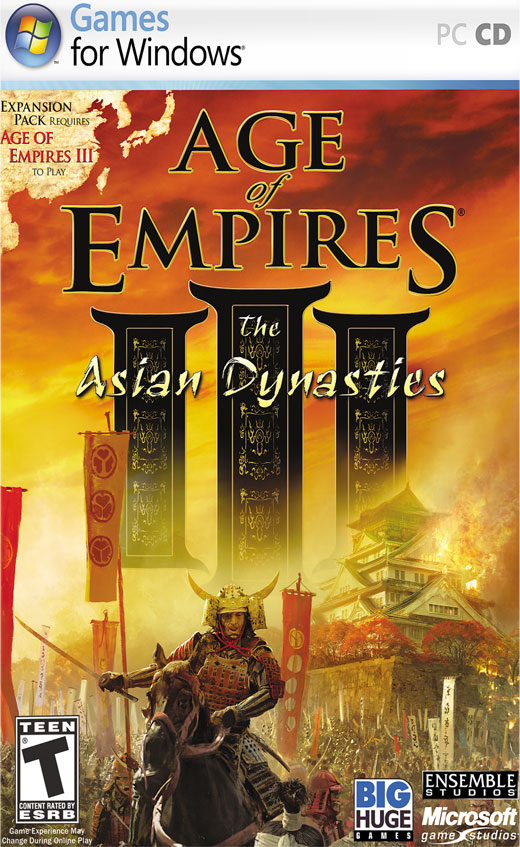 Games
for Windows®
PC CD
EXPANSION
PACK REQUIRES
AGE OF
EMPIRES III
TO PLAY
AGE
of
EMPIRES®
III
The
Asian Dynasties
TEEN
T
CONTENT RATED BY
ESRB
Game Experience May
Change During Online Play
BIG
HUGE
GAMES
ENSEMBLE
STUDIOS
Microsoft
game studios